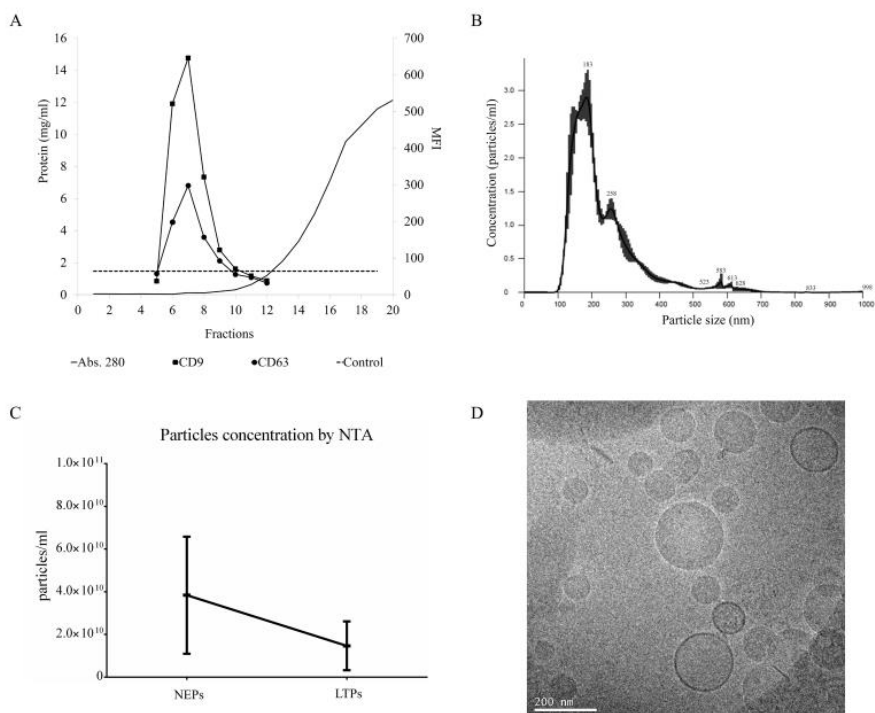 A
16
14
12
10
8
6
4
2
0
Protein (mg/ml)
700
600
500
400
300
200
100
0
MFI
0 2 4 6 8 10 12 14 16 18 20
Fractions
Abs. 280 CD9 CD63 Control
B
Concentration (particles/ml)
3.0
2.5
2.0
1.5
1.0
0.5
0
183
258
525
583
613
628
833
998
0 100 200 300 400 500 600 700 800 900 1000
Particle size (nm)
C
Particles concentration by NTA
1.0× 10¹¹
8.0× 10¹⁰
6.0× 10¹⁰
4.0× 10¹⁰
2.0× 10¹⁰
0
particles/ml
NEPs LTPs
D
200 nm